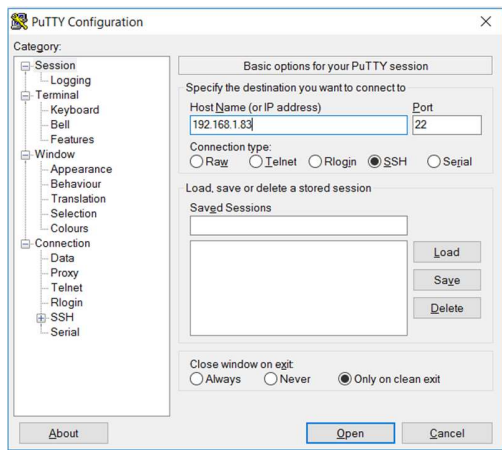 PuTTY Configuration
Category:
Session
Logging
Terminal
Keyboard
Bell
Features
Window
Appearance
Behaviour
Translation
Selection
Colours
Connection
Data
Proxy
Telnet
Rlogin
SSH
Serial
Basic options for your PuTTY session
Specify the destination you want to connect to
Host Name (or IP address) Port
192.168.1.83 22
Connection type:
Raw Telnet Rlogin SSH Serial
Load, save or delete a stored session
Saved Sessions
Load
Save
Delete
Close window on exit:
Always Never Only on clean exit
About Open Cancel